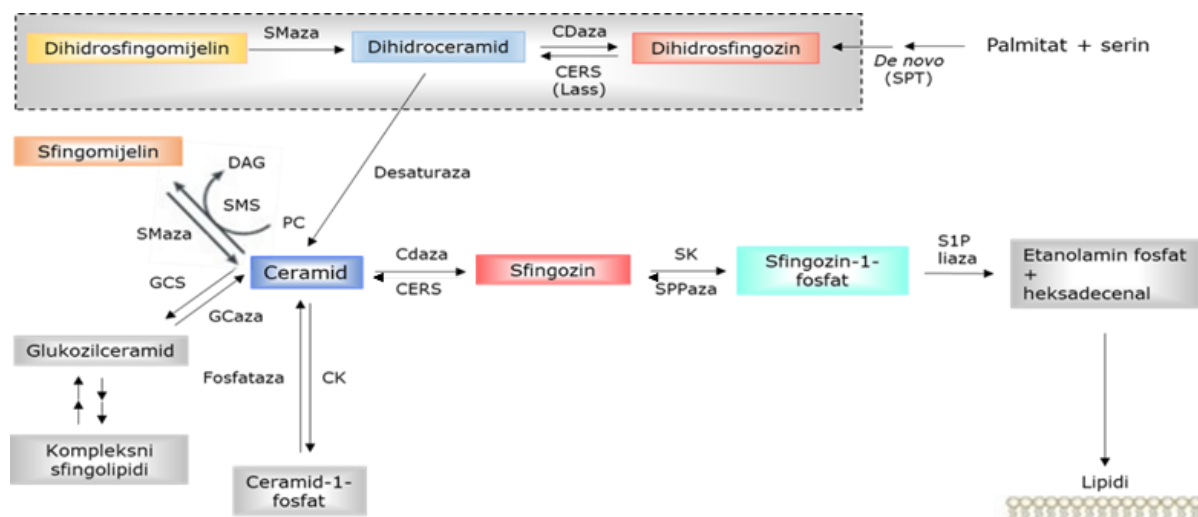 SMaza
CDaza
Dihidrosfingomijelin
Dihidroceramid
Dihidrosfingozin
Palmitat + serin
CERS
(Lass)
De novo
(SPT)
Sfingomijelin
DAG
Desaturaza
SMS
PC
SMaza
Ceramid
Cdaza
CERS
Sfingozin
SK
SPPaza
Sfingozin-1-
fosfat
S1P
liaza
Etanolamin fosfat
+
heksadecenal
GCS
GCaza
Glukozilceramid
Fosfataza
CK
Kompleksni
sfingolipidi
Ceramid-1-
fosfat
Lipidi